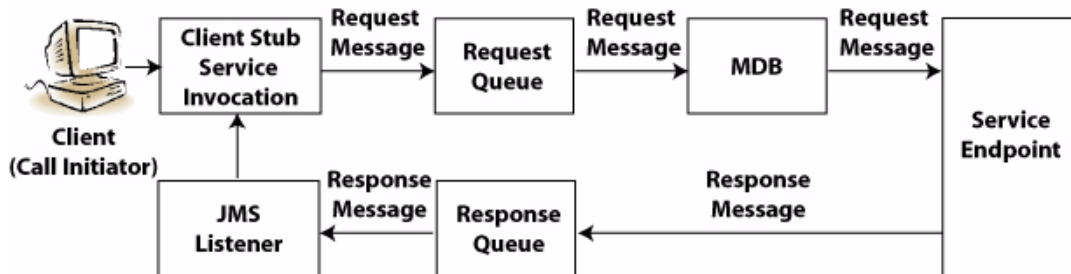 Client
(Call Initiator)
Client Stub
Service
Invocation
Request
Message
Request
Queue
Request
Message
MDB
Request
Message
Service
Endpoint
Response
Message
Response
Queue
Response
Message
JMS
Listener